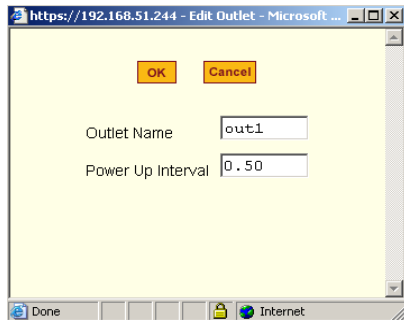 https://192.168.51.244 - Edit Outlet - Microsoft ...
OK Cancel
Outlet Name out1
Power Up Interval 0.50
Done Internet